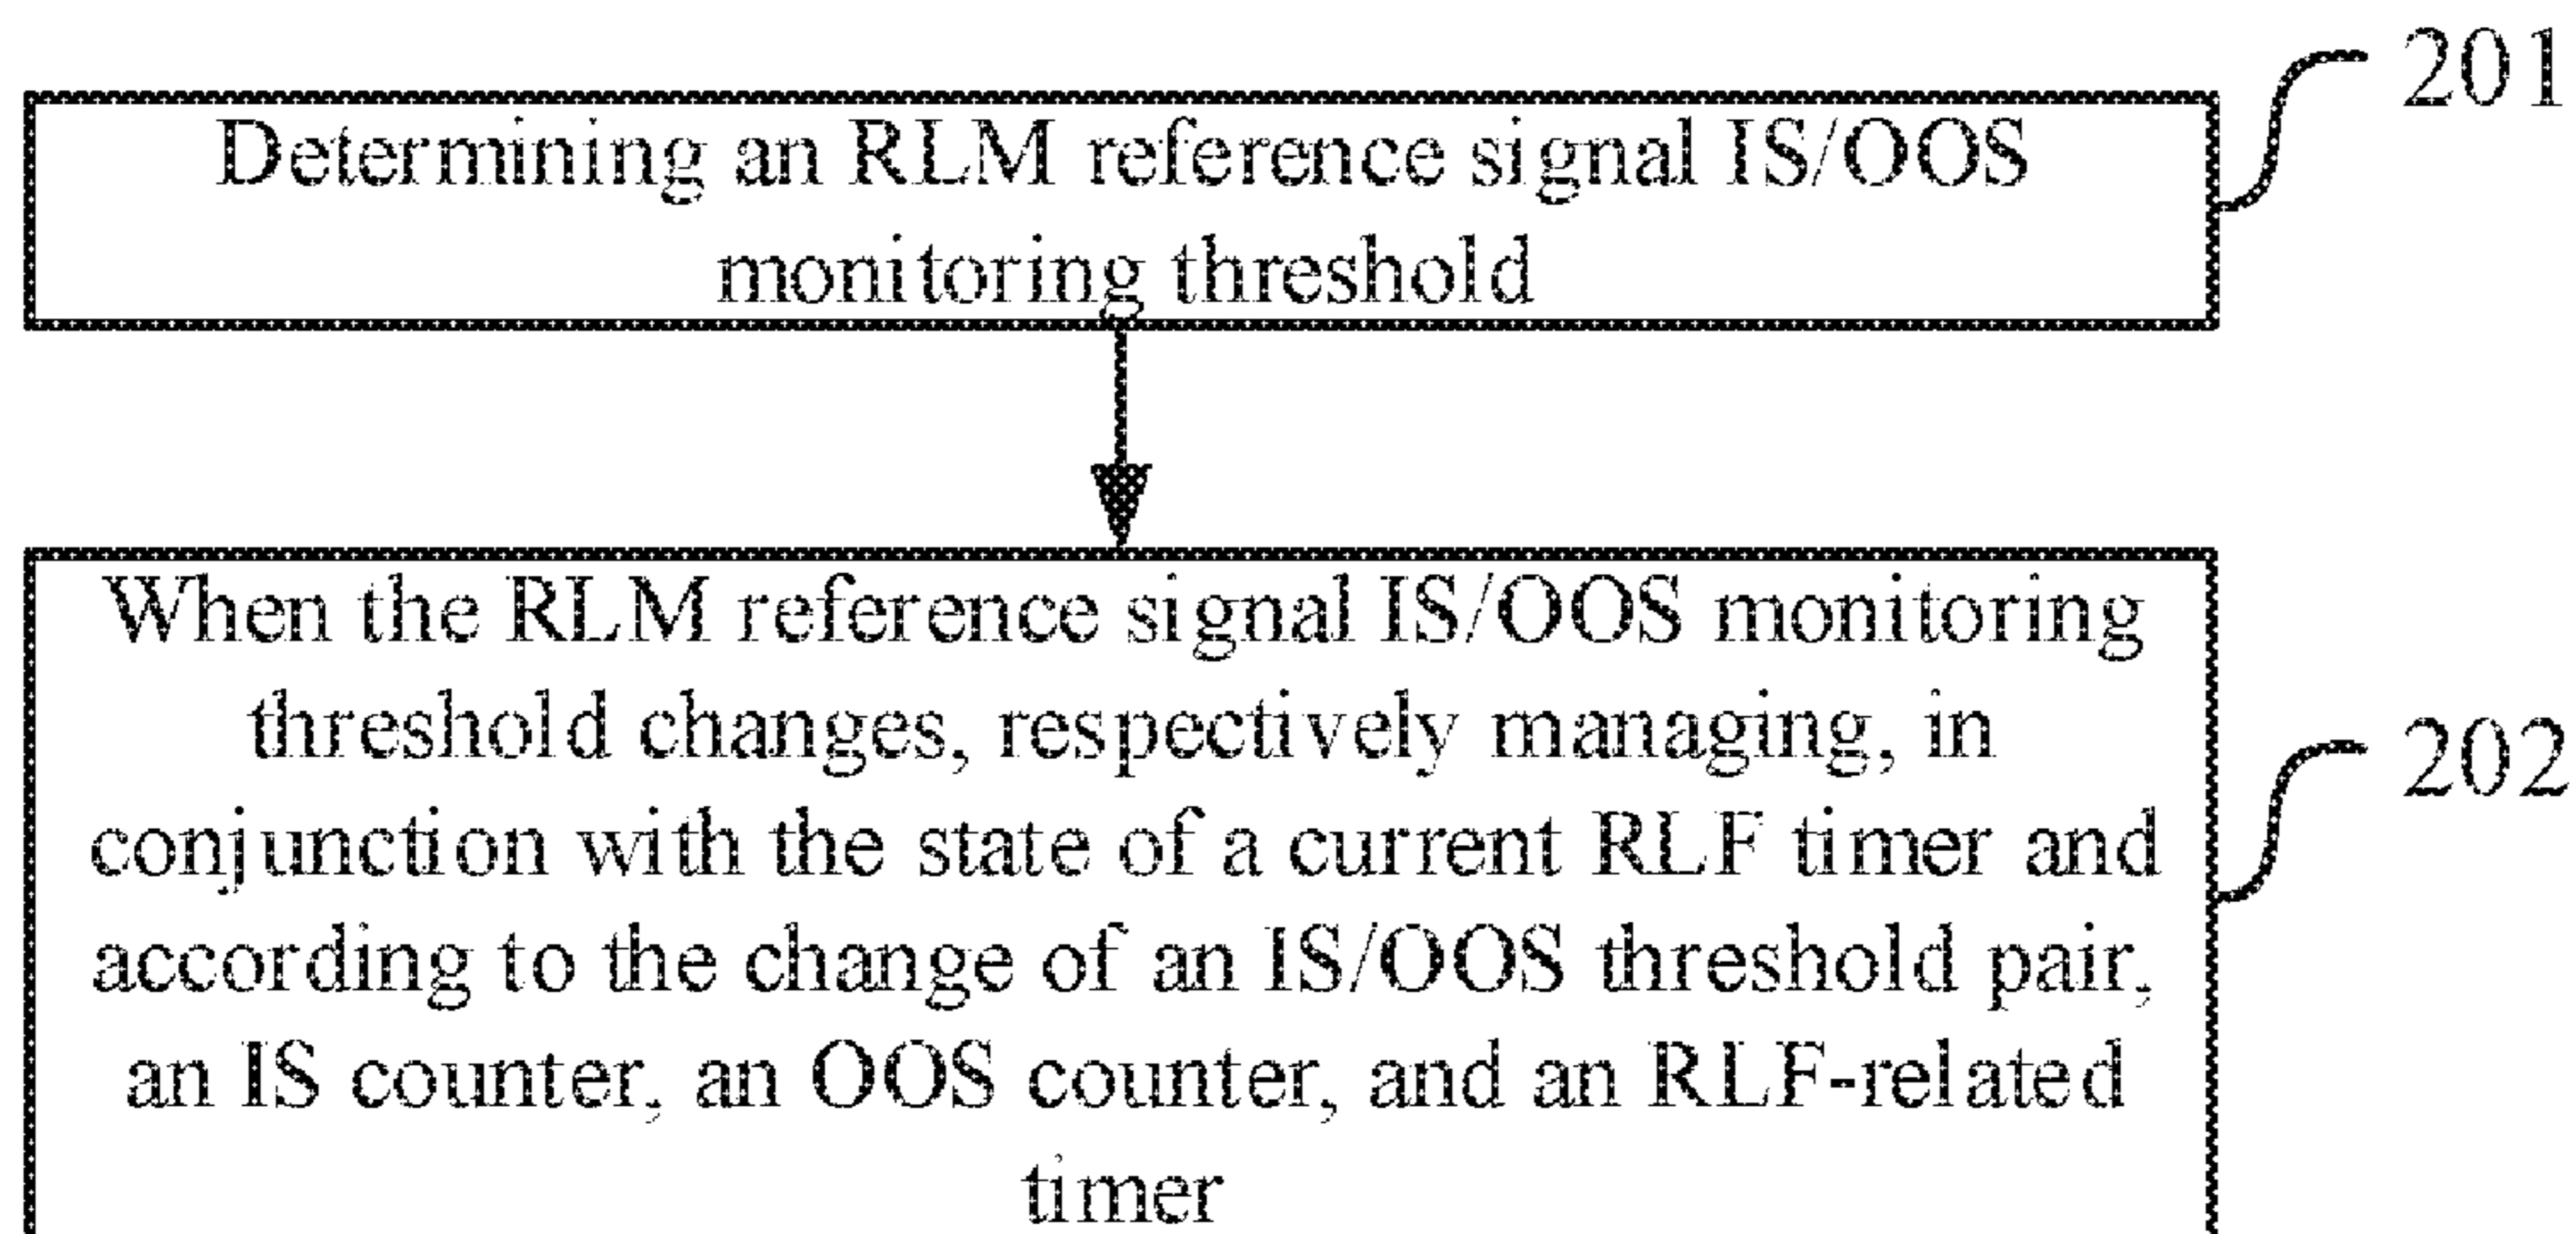 201
Determining an RLM reference signal IS/OOS
monitoring threshold
When the RLM reference signal IS/OOS monitoring
threshold changes, respectively managing, in
202
conjunction with the state of a current RLF timer and
according to the change of an IS/OOS threshold pair,
an IS counter, an OOS counter, and an RLF-related
timer